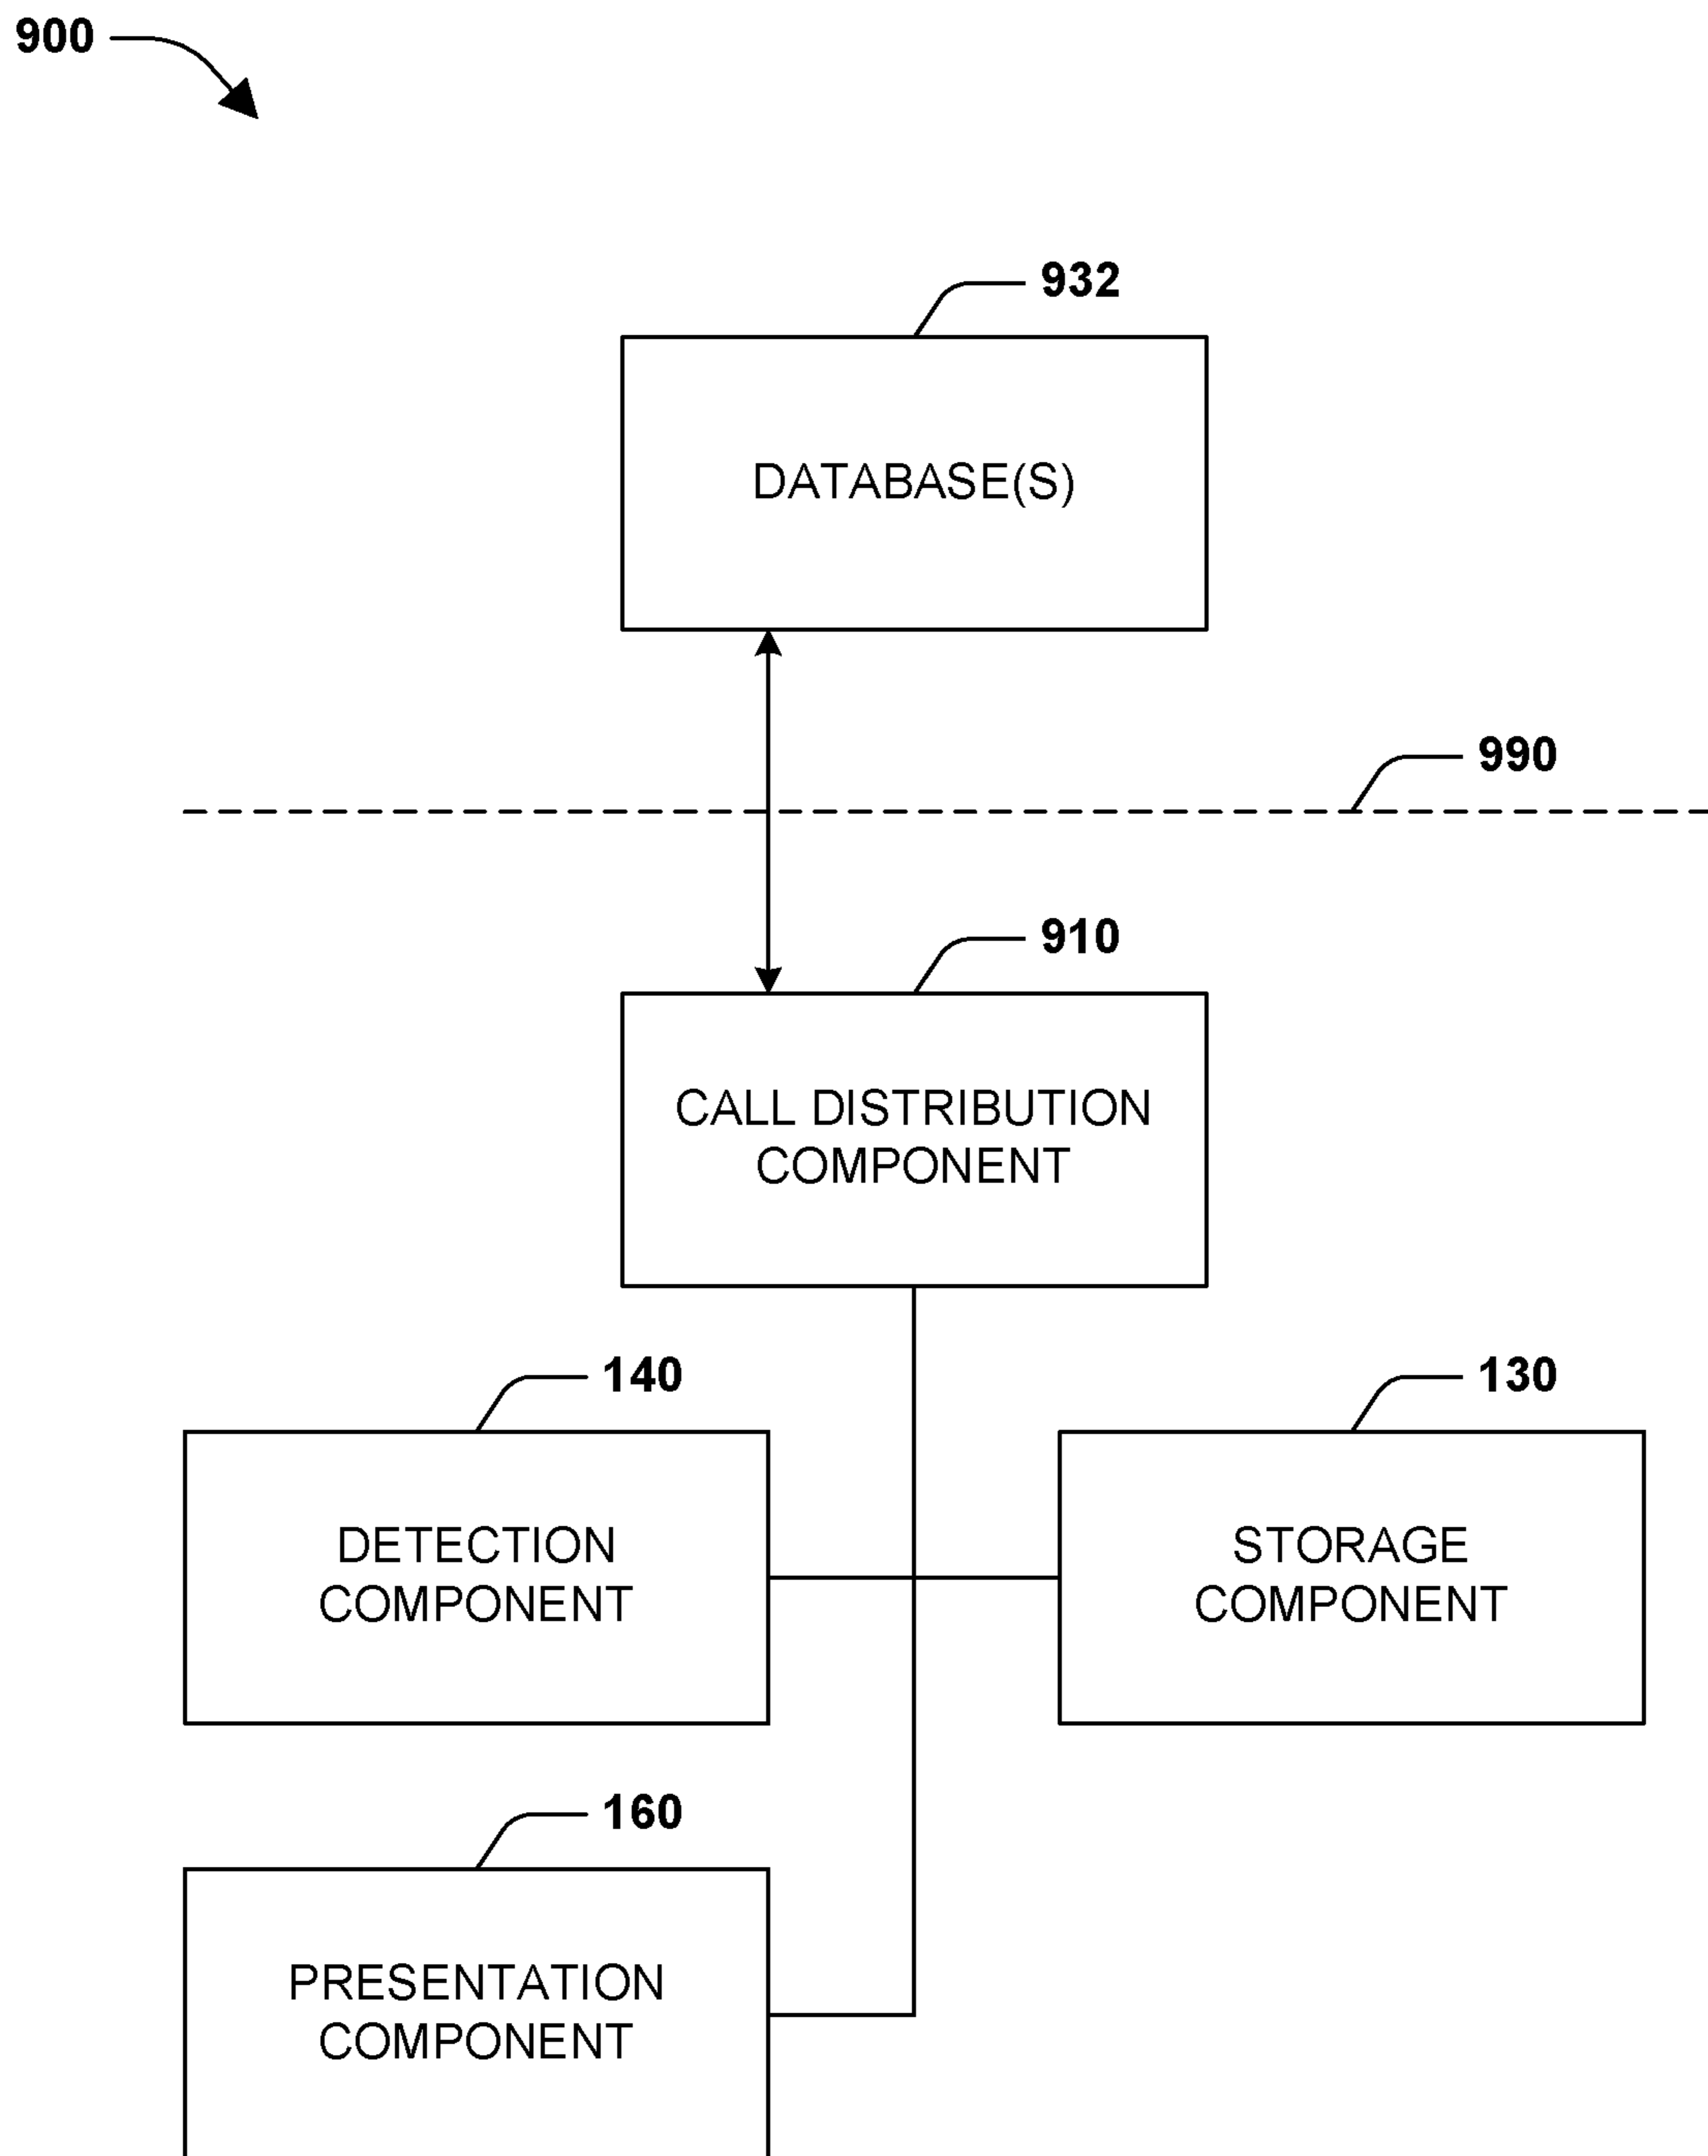 900
932
DATABASE(S)
990
910
CALL DISTRIBUTION
COMPONENT
140
130
DETECTION
COMPONENT
STORAGE
COMPONENT
160
PRESENTATION
COMPONENT